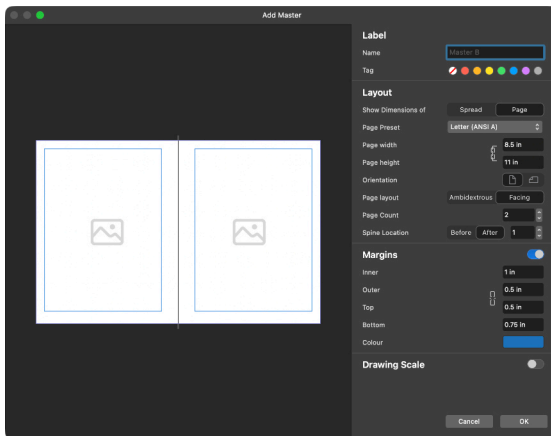 Add Master
Label
Name Master B
Tag
Layout
Show Dimensions of Spread Page
Page Preset Letter (ANSI A)
Page width 8.5 in
Page height 11 in
Orientation
Page layout Ambidextrous Facing
Page Count 2
Spine Location Before After 1
Margins
Inner 1 in
Outer 0.5 in
Top 0.5 in
Bottom 0.75 in
Colour
Drawing Scale
Cancel OK